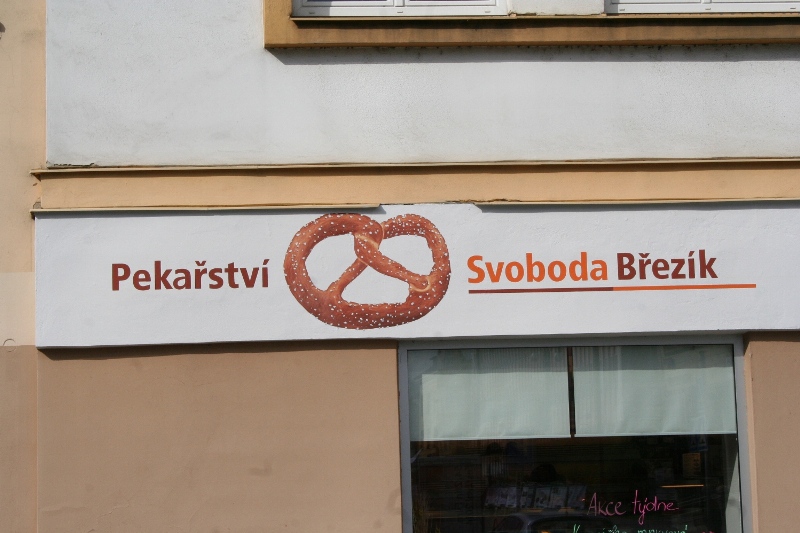 Pekařství Svoboda Březík
Akce týdne